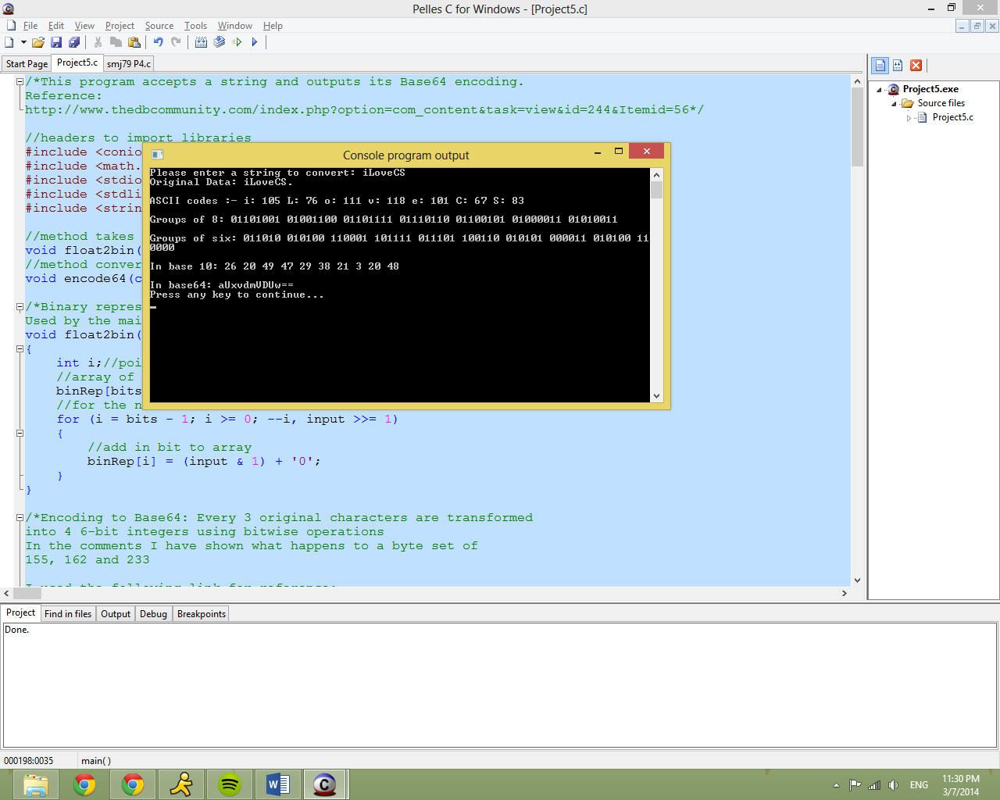 Pelles C for Windows - [Project5.c]
File Edit View Project Source Tools Window Help
Start Page Project5.c smj79 P4.c
/*This program accepts a string and outputs its Base64 encoding.
Reference:
http://www.thedbcommunity.com/index.php?option=com_content&task=view&id=244&Itemid=56*/
//headers to import libraries
#include <conio
#include <math.
#include <stdio
#include <stdli
#include <strin
//method takes
void float2bin(
//method conver
void encode64(c
/*Binary repres
Used by the mai
void float2bin(
{
int i;//poi
//array of
binRep[bits
//for the n
for (i = bits - 1; i >= 0; --i, input >>= 1)
{
//add in bit to array
binRep[i] = (input & 1) + '0';
}
}
/*Encoding to Base64: Every 3 original characters are transformed
into 4 6-bit integers using bitwise operations
In the comments I have shown what happens to a byte set of
155, 162 and 233
I used the following link for reference:
Console program output
Please enter a string to convert: iLoveCS
Original Data: iLoveCS.
ASCII codes :- i: 105 L: 76 o: 111 v: 118 e: 101 C: 67 S: 83
Groups of 8: 01101001 01001100 01101111 01110110 01100101 01000011 01010011
Groups of six: 011010 010100 110001 101111 011101 100110 010101 000011 010100 11
0000
In base 10: 26 20 49 47 29 38 21 3 20 48
In base64: aUxvdmVDUw==
Press any key to continue...
Project5.exe
Source files
Project5.c
Project Find in files Output Debug Breakpoints
Done.
000198:0035 main( )
ENG
11:30 PM
3/7/2014